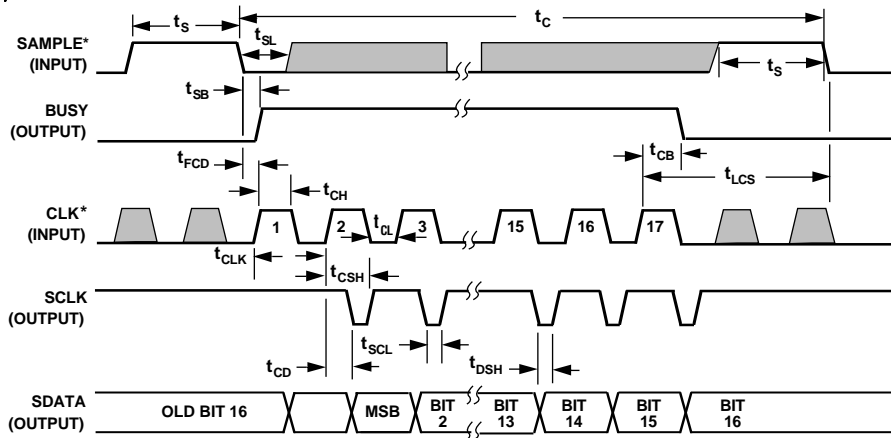 tS
tC
SAMPLE*
(INPUT)
tSL
tS
tSB
BUSY
(OUTPUT)
tFCD
tCB
tCH
tLCS
CLK*
(INPUT)
1
2
tCL
3
15
16
17
tCLK
tCSH
SCLK
(OUTPUT)
tSCL
tCD
tDSH
SDATA
(OUTPUT)
OLD BIT 16
MSB
BIT
2
BIT
13
BIT
14
BIT
15
BIT
16